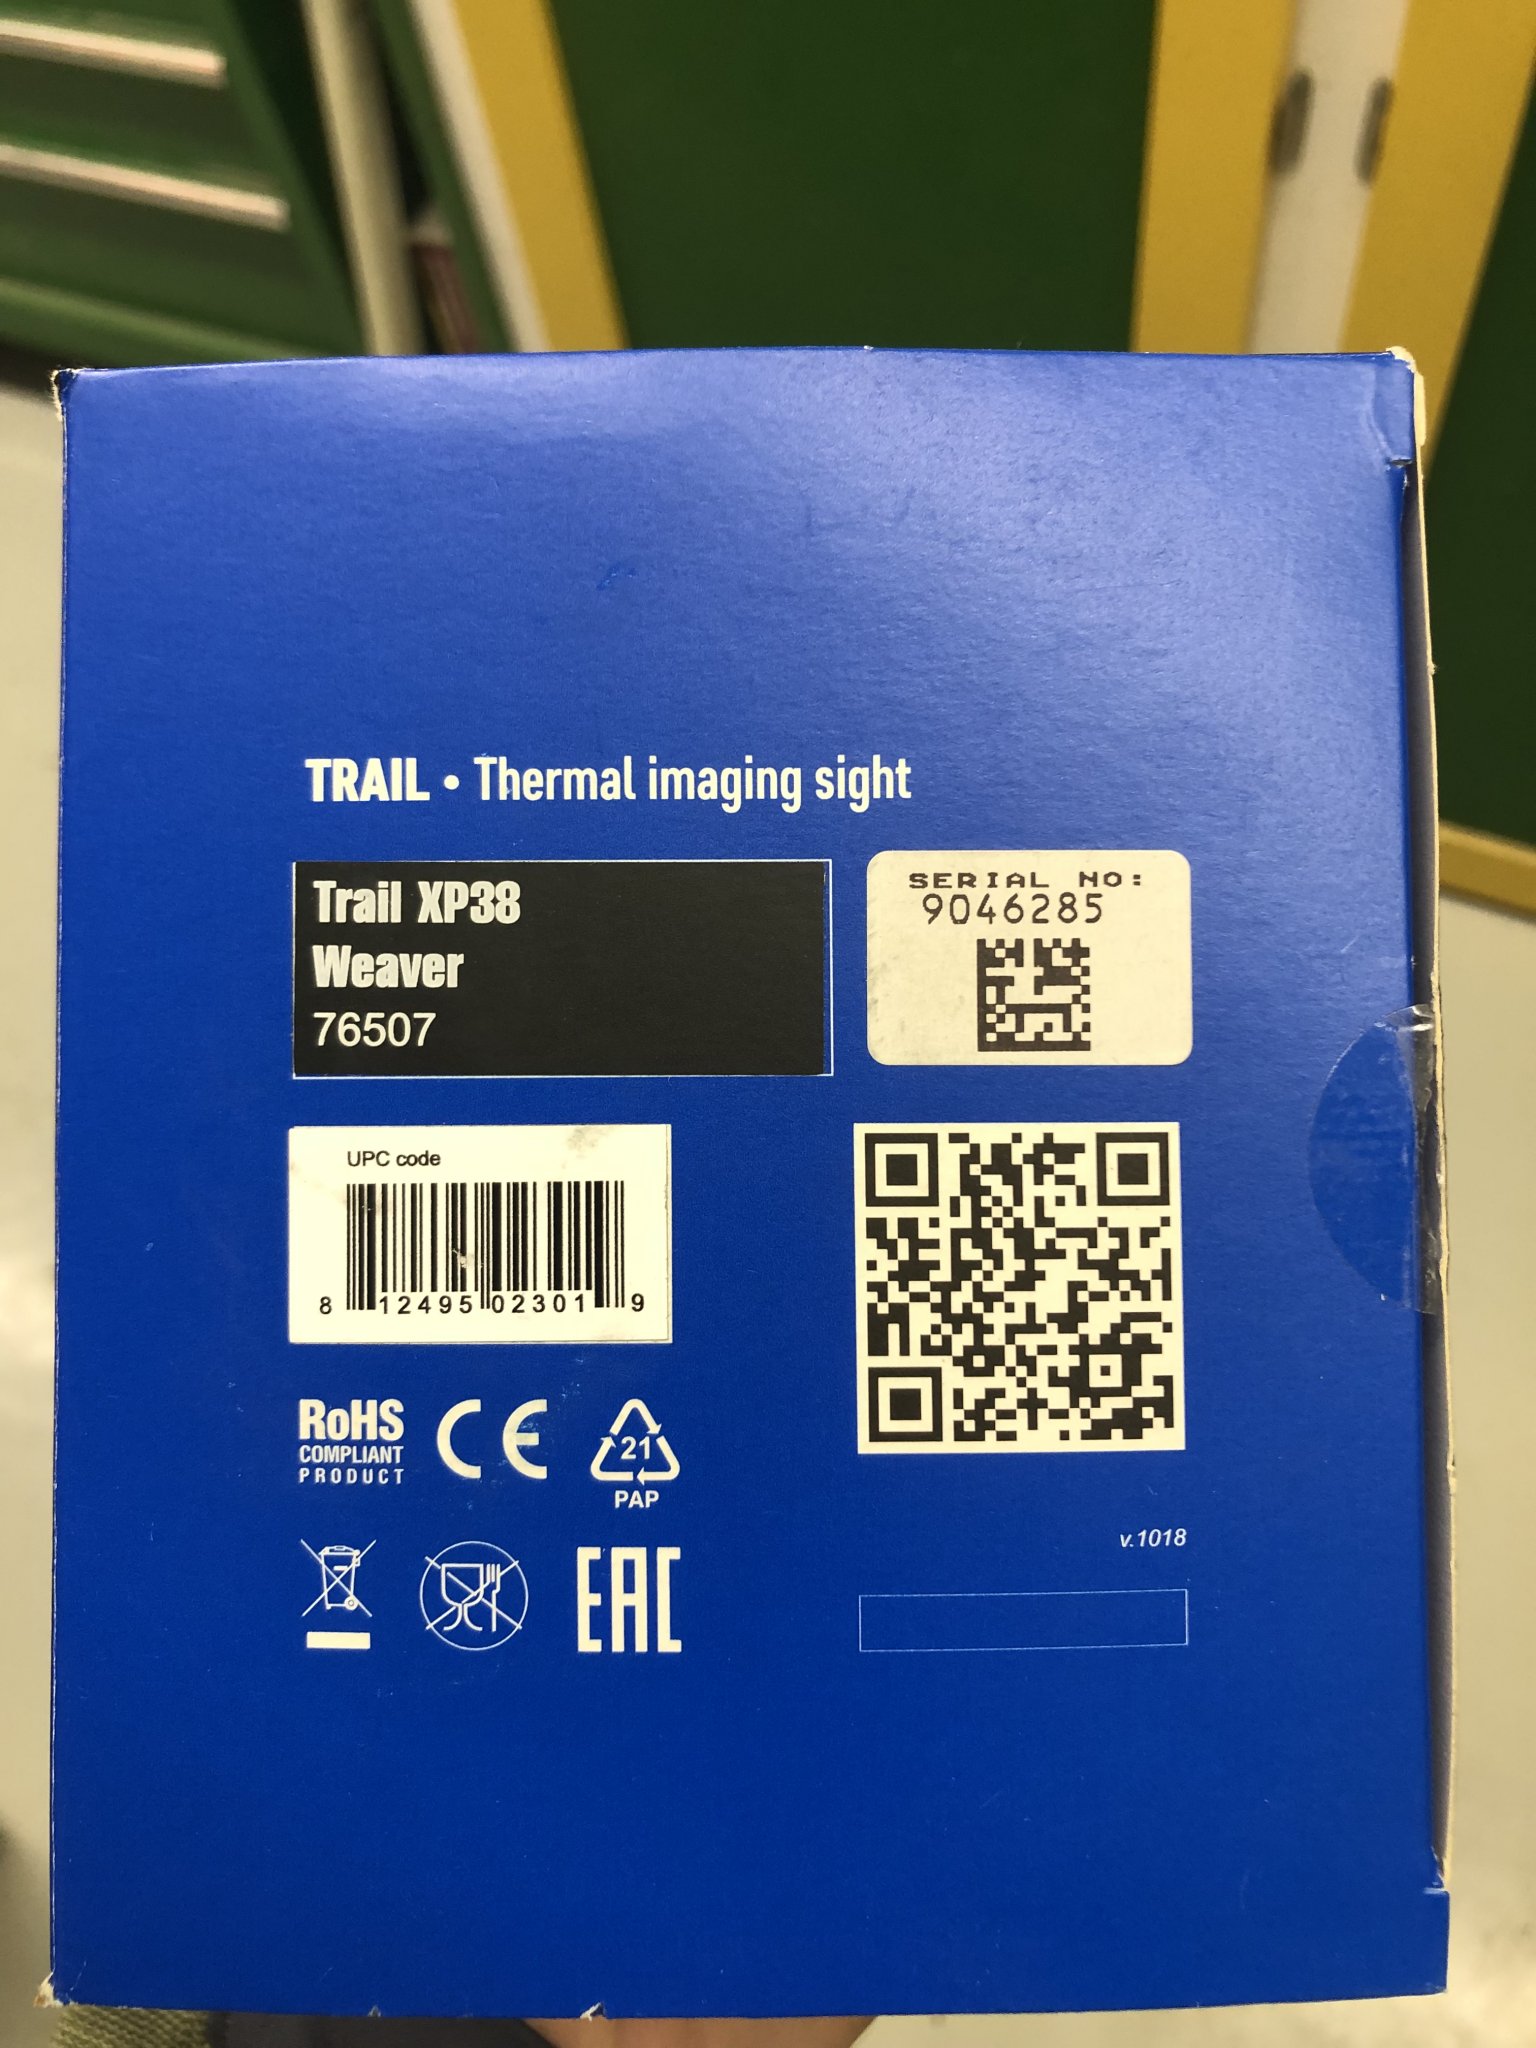 TRAIL • Thermal imaging sight
Trail XP38
Weaver
76507
SERIAL NO:
9046285
UPC code
8 12495 02301 9
RoHS
COMPLIANT
PRODUCT
CE
21
PAP
EAC
v.1018